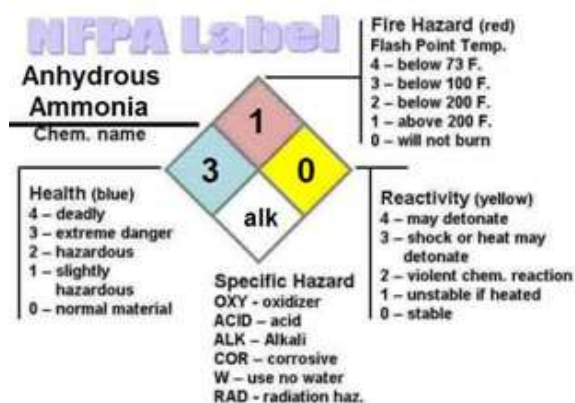 NFPA Label
Anhydrous
Ammonia
Chem. name
Fire Hazard (red)
Flash Point Temp.
4 – below 73 F.
3 – below 100 F.
2 – below 200 F.
1 – above 200 F.
0 – will not burn
1
3
0
alk
Health (blue)
4 – deadly
3 – extreme danger
2 – hazardous
1 – slightly
hazardous
0 – normal material
Reactivity (yellow)
4 – may detonate
3 – shock or heat may
detonate
2 – violent chem. reaction
1 – unstable if heated
0 – stable
Specific Hazard
OXY - oxidizer
ACID – acid
ALK – Alkali
COR – corrosive
W – use no water
RAD - radiation haz.